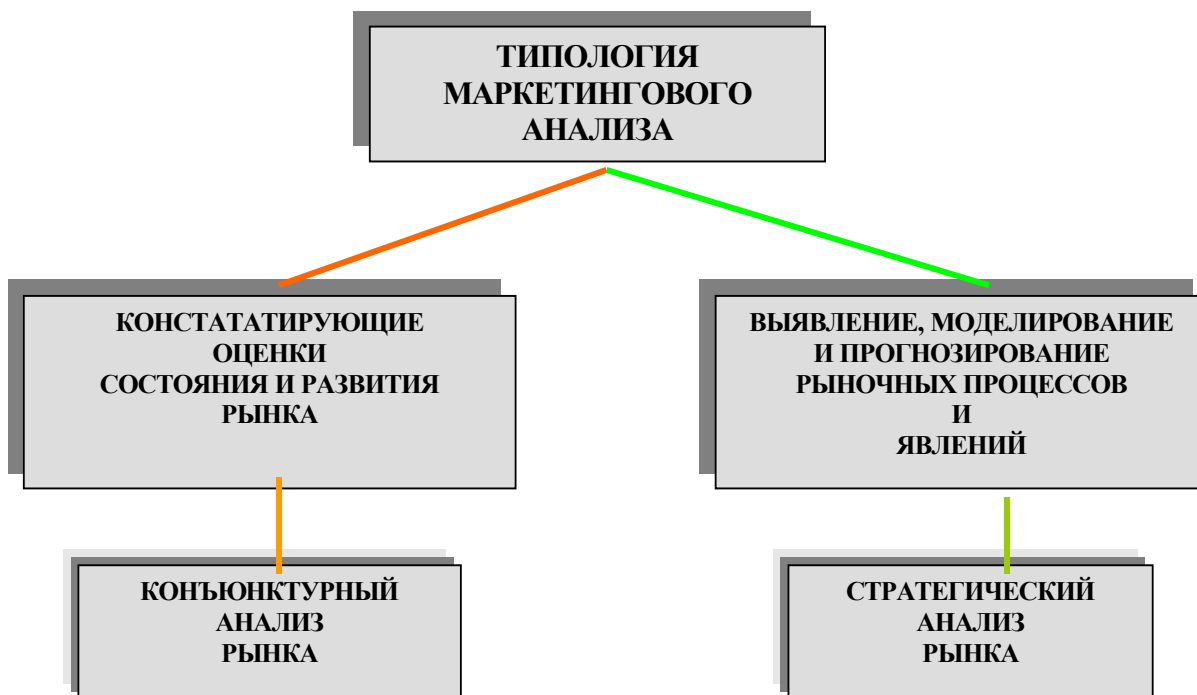 ТИПОЛОГИЯ
МАРКЕТИНГОВОГО
АНАЛИЗА
КОНСТАТАТИРУЮЩИЕ
ОЦЕНКИ
СОСТОЯНИЯ И РАЗВИТИЯ
РЫНКА
ВЫЯВЛЕНИЕ, МОДЕЛИРОВАНИЕ
И ПРОГНОЗИРОВАНИЕ
РЫНОЧНЫХ ПРОЦЕССОВ
И
ЯВЛЕНИЙ
КОНЪЮНКТУРНЫЙ
АНАЛИЗ
РЫНКА
СТРАТЕГИЧЕСКИЙ
АНАЛИЗ
РЫНКА